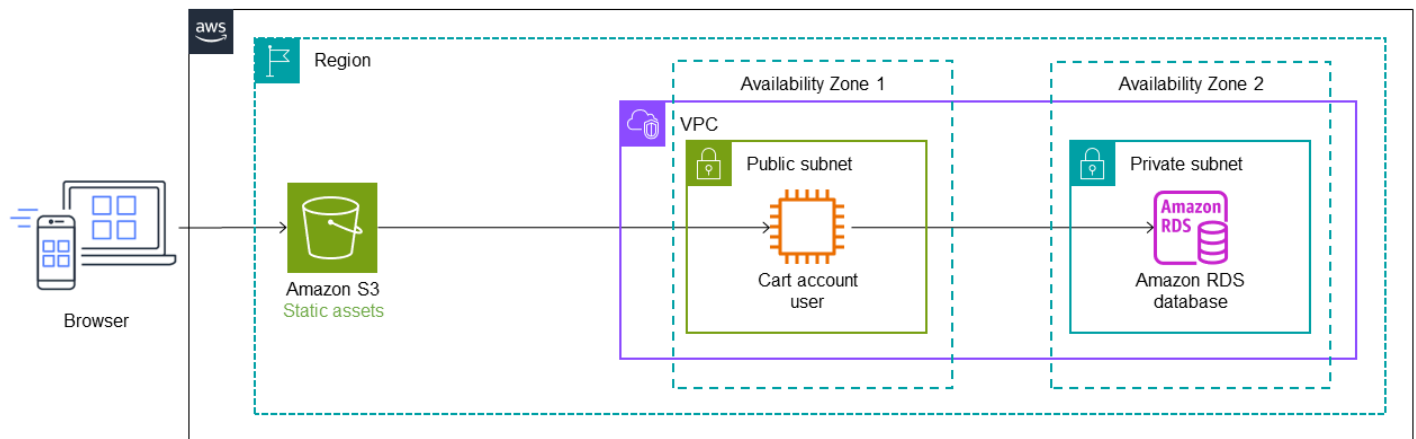 aws
Region
Availability Zone 1
Availability Zone 2
VPC
Public subnet
Private subnet
Amazon
RDS
Amazon S3
Static assets
Cart account
user
Amazon RDS
database
Browser